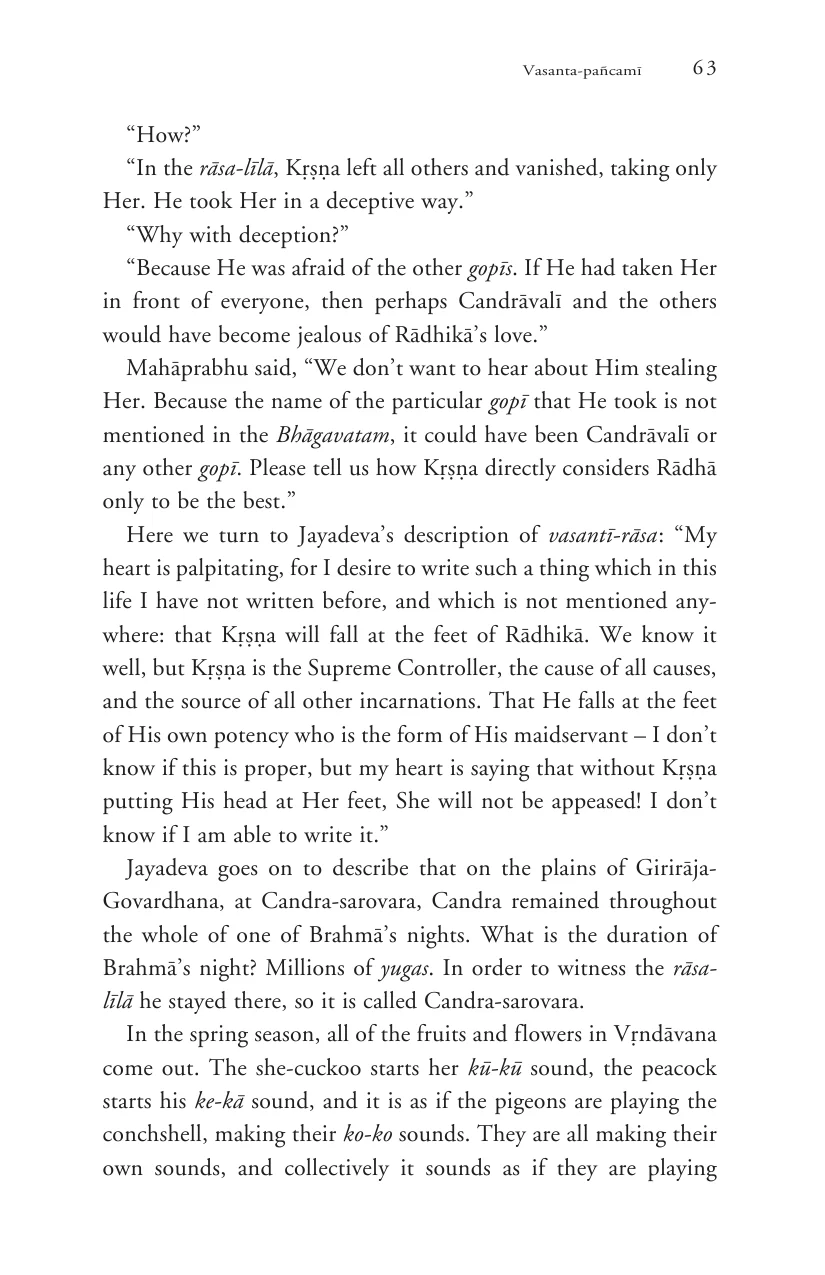 Vasanta-pañcamī 63
“How?”
“In the rāsa-līlā, Kṛṣṇa left all others and vanished, taking only
Her. He took Her in a deceptive way.”
“Why with deception?”
“Because He was afraid of the other gopīs. If He had taken Her
in front of everyone, then perhaps Candrāvalī and the others
would have become jealous of Rādhikā’s love.”
Mahāprabhu said, “We don’t want to hear about Him stealing
Her. Because the name of the particular gopī that He took is not
mentioned in the Bhāgavatam, it could have been Candrāvalī or
any other gopī. Please tell us how Kṛṣṇa directly considers Rādhā
only to be the best.”
Here we turn to Jayadeva’s description of vasantī-rāsa: “My
heart is palpitating, for I desire to write such a thing which in this
life I have not written before, and which is not mentioned any-
where: that Kṛṣṇa will fall at the feet of Rādhikā. We know it
well, but Kṛṣṇa is the Supreme Controller, the cause of all causes,
and the source of all other incarnations. That He falls at the feet
of His own potency who is the form of His maidservant – I don’t
know if this is proper, but my heart is saying that without Kṛṣṇa
putting His head at Her feet, She will not be appeased! I don’t
know if I am able to write it.”
Jayadeva goes on to describe that on the plains of Girirāja-
Govardhana, at Candra-sarovara, Candra remained throughout
the whole of one of Brahmā’s nights. What is the duration of
Brahmā’s night? Millions of yugas. In order to witness the rāsa-
līlā he stayed there, so it is called Candra-sarovara.
In the spring season, all of the fruits and flowers in Vṛndāvana
come out. The she-cuckoo starts her kū-kū sound, the peacock
starts his ke-kā sound, and it is as if the pigeons are playing the
conchshell, making their ko-ko sounds. They are all making their
own sounds, and collectively it sounds as if they are playing